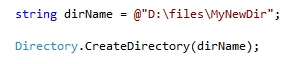 string dirName = @"D:\files\MyNewDir";
Directory.CreateDirectory(dirName);